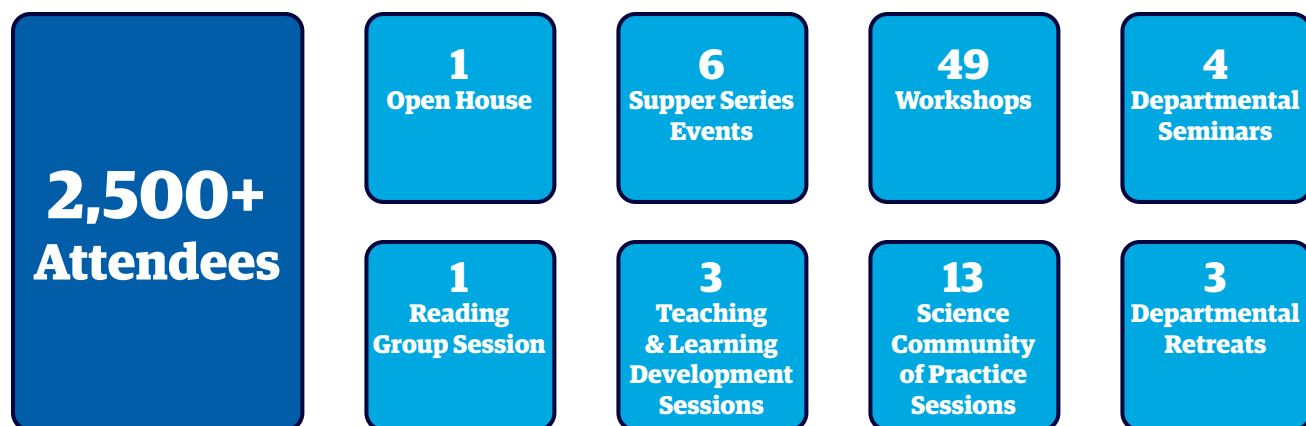 2,500+
Attendees
1
Open House
6
Supper Series
Events
49
Workshops
4
Departmental
Seminars
1
Reading
Group Session
3
Teaching
& Learning
Development
Sessions
13
Science
Community
of Practice
Sessions
3
Departmental
Retreats